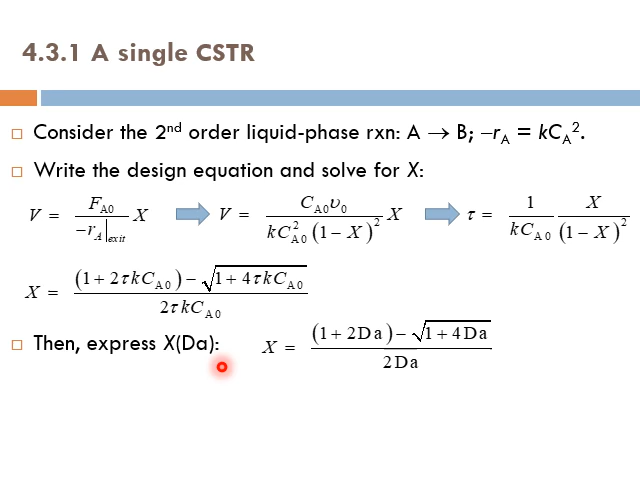 4.3.1 A single CSTR
Consider the 2nd order liquid-phase rxn: A → B; –rA = kCA².
Write the design equation and solve for X:
V = FA0 / (−rA|exit) X ⇒ V = CA0υ0 / (kCA0² (1 − X)²) X ⇒ τ = 1 / (kCA0) X / (1 − X)²
X = ((1 + 2τkCA0) − √(1 + 4τkCA0)) / (2τkCA0)
Then, express X(Da): X = ((1 + 2Da) − √(1 + 4Da)) / (2Da)